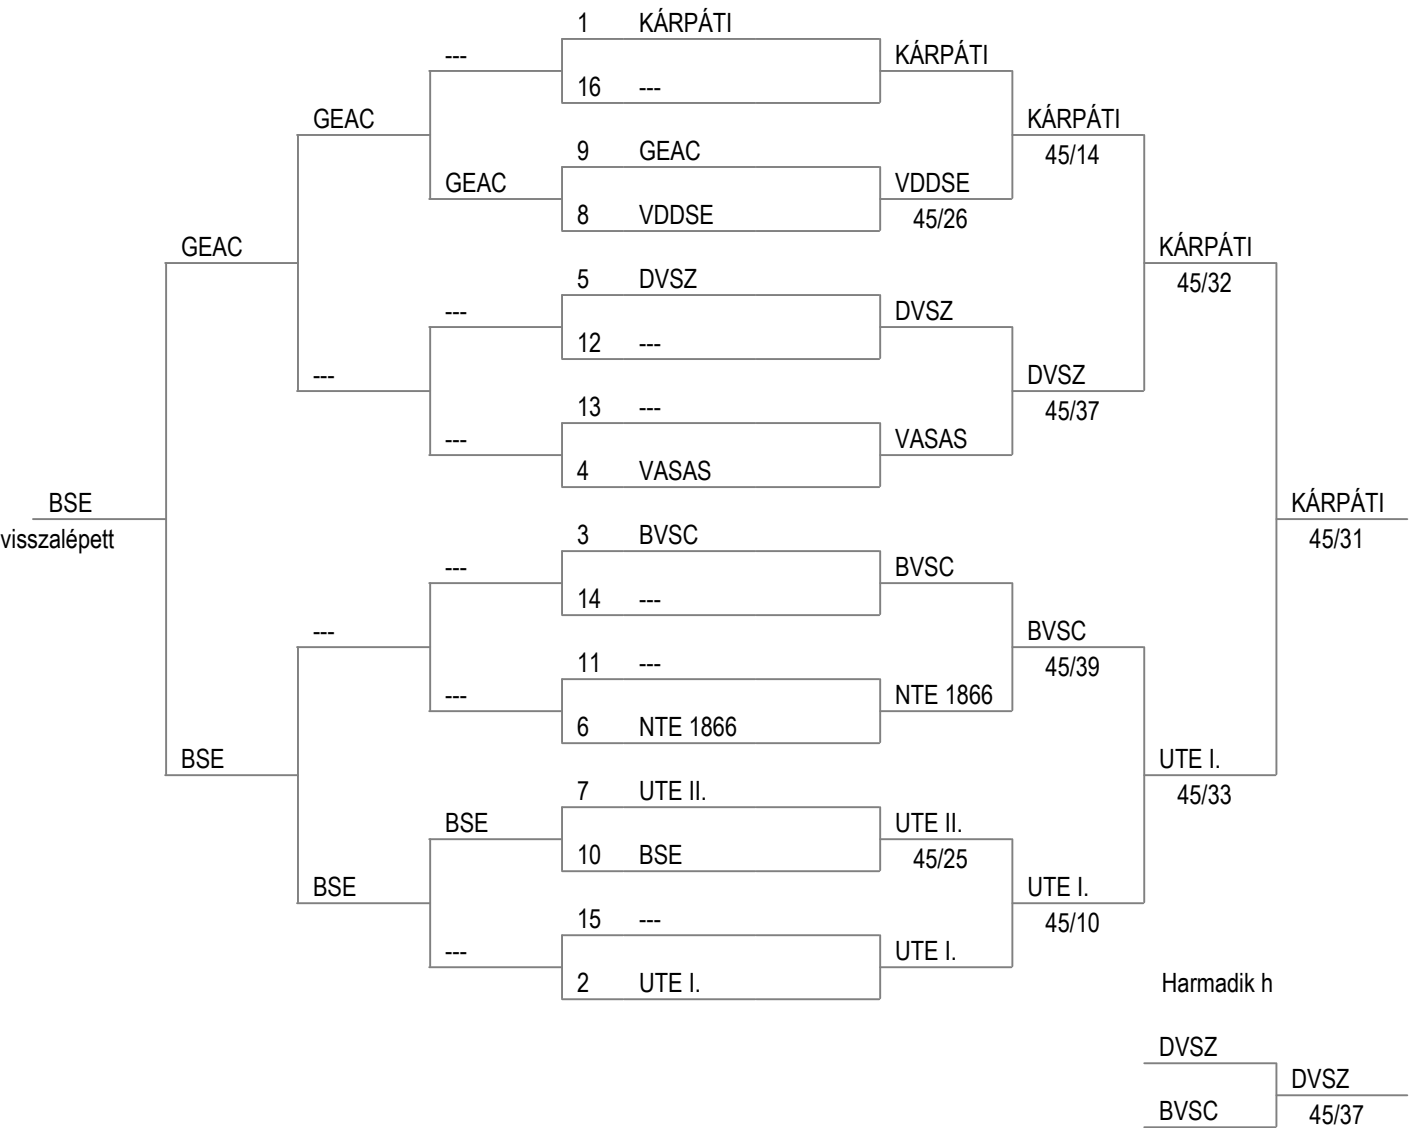 1 KÁRPÁTI
--- KÁRPÁTI
16 ---
GEAC KÁRPÁTI
9 GEAC 45/14
GEAC VDDSE
8 VDDSE 45/26
GEAC KÁRPÁTI
5 DVSZ 45/32
--- DVSZ
12 ---
--- DVSZ
13 --- 45/37
--- VASAS
4 VASAS
BSE KÁRPÁTI
visszalépett 3 BVSC 45/31
--- BVSC
14 ---
--- BVSC
11 --- 45/39
--- NTE 1866
6 NTE 1866
BSE UTE I.
7 UTE II. 45/33
BSE UTE II.
10 BSE 45/25
BSE UTE I.
15 --- 45/10
--- UTE I.
2 UTE I. Harmadik h
DVSZ
DVSZ
BVSC 45/37